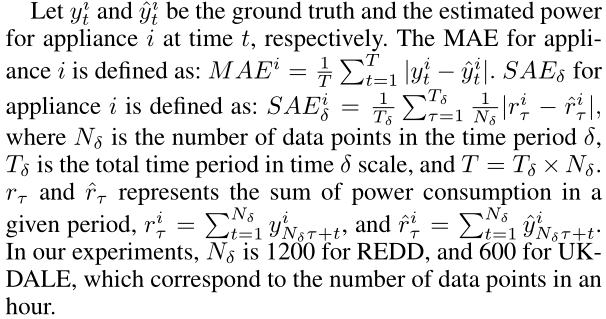 Let $y_t^i$ and $\hat{y}_t^i$ be the ground truth and the estimated power
for appliance $i$ at time $t$, respectively. The MAE for appli-
ance $i$ is defined as: $MAE^i = \frac{1}{T} \sum_{t=1}^{T} |y_t^i - \hat{y}_t^i|$. $SAE_\delta$ for
appliance $i$ is defined as: $SAE_\delta^i = \frac{1}{T_\delta} \sum_{\tau=1}^{T_\delta} \frac{1}{N_\delta} |r_\tau^i - \hat{r}_\tau^i|$,
where $N_\delta$ is the number of data points in the time period $\delta$,
$T_\delta$ is the total time period in time $\delta$ scale, and $T = T_\delta \times N_\delta$.
$r_\tau$ and $\hat{r}_\tau$ represents the sum of power consumption in a
given period, $r_\tau^i = \sum_{t=1}^{N_\delta} y_{N_\delta \tau + t}^i$, and $\hat{r}_\tau^i = \sum_{t=1}^{N_\delta} \hat{y}_{N_\delta \tau + t}^i$.
In our experiments, $N_\delta$ is 1200 for REDD, and 600 for UK-
DALE, which correspond to the number of data points in an
hour.